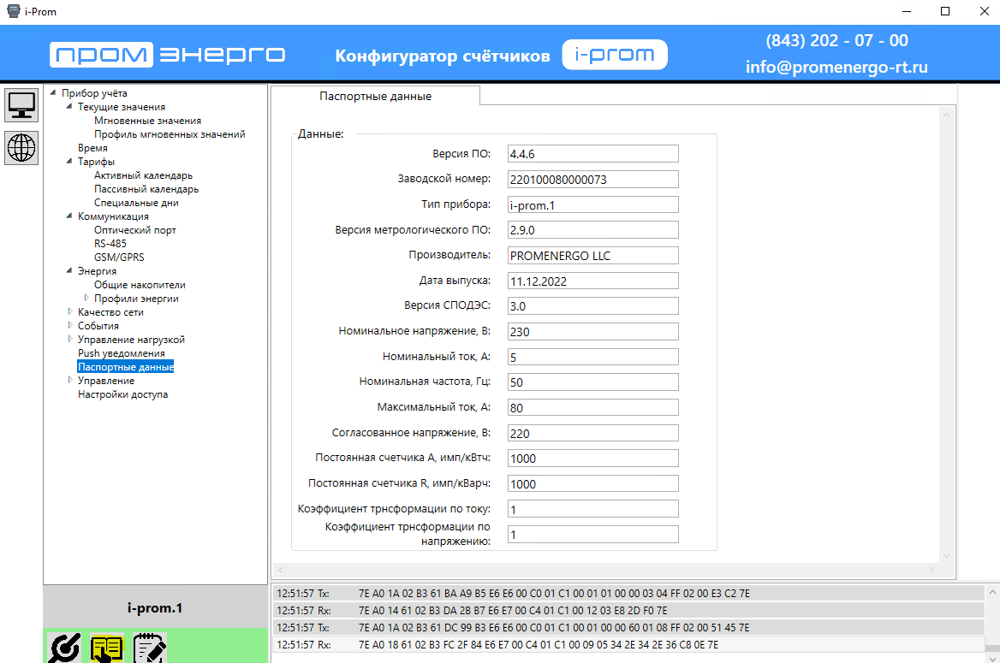 i-Prom
пром энерго
Конфигуратор счётчиков
i-prom
(843) 202 - 07 - 00
info@promenergo-rt.ru
Прибор учёта
Текущие значения
Мгновенные значения
Профиль мгновенных значений
Время
Тарифы
Активный календарь
Пассивный календарь
Специальные дни
Коммуникация
Оптический порт
RS-485
GSM/GPRS
Энергия
Общие накопители
Профили энергии
Качество сети
События
Управление нагрузкой
Push уведомления
Паспортные данные
Управление
Настройки доступа
i-prom.1
Паспортные данные
Данные:
Версия ПО: 4.4.6
Заводской номер: 220100080000073
Тип прибора: i-prom.1
Версия метрологического ПО: 2.9.0
Производитель: PROMENERGO LLC
Дата выпуска: 11.12.2022
Версия СПОДЭС: 3.0
Номинальное напряжение, В: 230
Номинальный ток, А: 5
Номинальная частота, Гц: 50
Максимальный ток, А: 80
Согласованное напряжение, В: 220
Постоянная счетчика А, имп/кВтч: 1000
Постоянная счетчика R, имп/кВарч: 1000
Коэффициент трнсформации по току: 1
Коэффициент трнсформации по
напряжению: 1
12:51:57 Tx: 7E A0 1A 02 B3 61 BA A9 B5 E6 E6 00 C0 01 C1 00 01 01 00 00 03 04 FF 02 00 E3 C2 7E
12:51:57 Rx: 7E A0 14 61 02 B3 DA 2B B7 E6 E7 00 C4 01 C1 00 12 03 E8 2D F0 7E
12:51:57 Tx: 7E A0 1A 02 B3 61 DC 99 B3 E6 E6 00 C0 01 C1 00 01 00 00 60 01 08 FF 02 00 51 45 7E
12:51:57 Rx: 7E A0 18 61 02 B3 FC 2F 84 E6 E7 00 C4 01 C1 00 09 05 34 2E 34 2E 36 C8 0E 7E